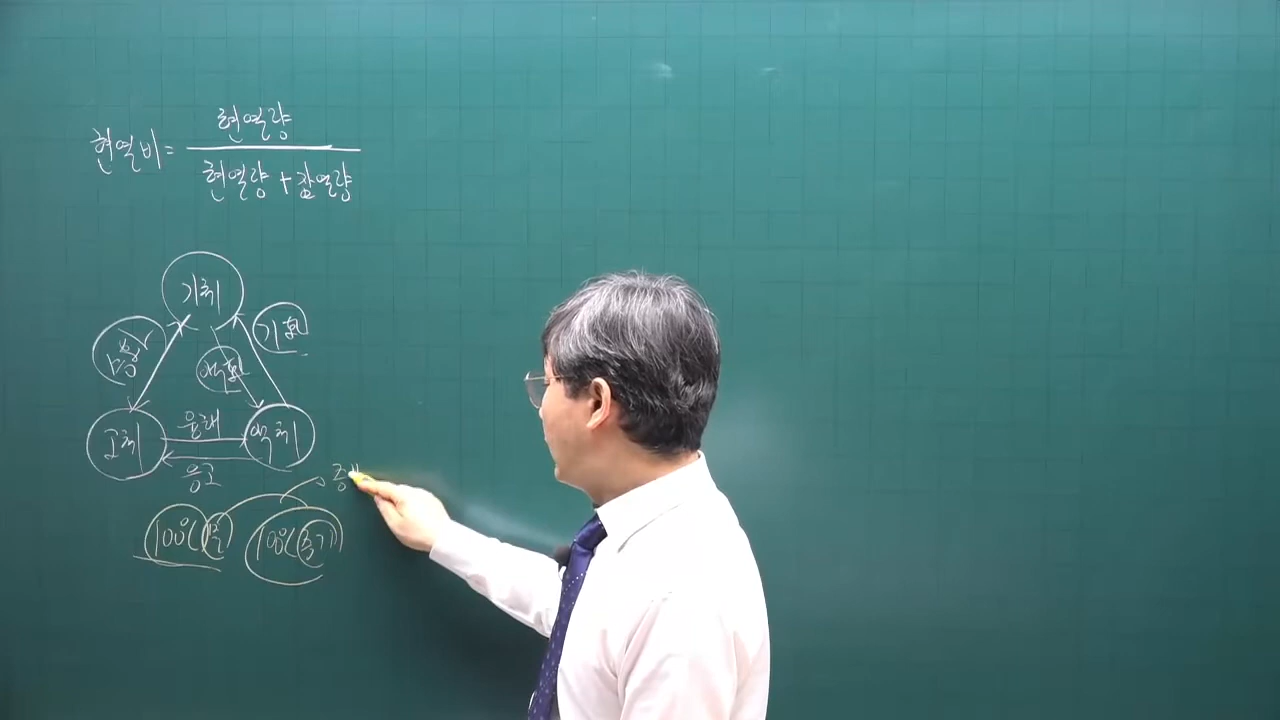 현열비 = 현열량
현열량 + 잠열량
기체
승화
기화
액화
고체
융해
액체
응고
증
100℃ 물
100℃ 증기